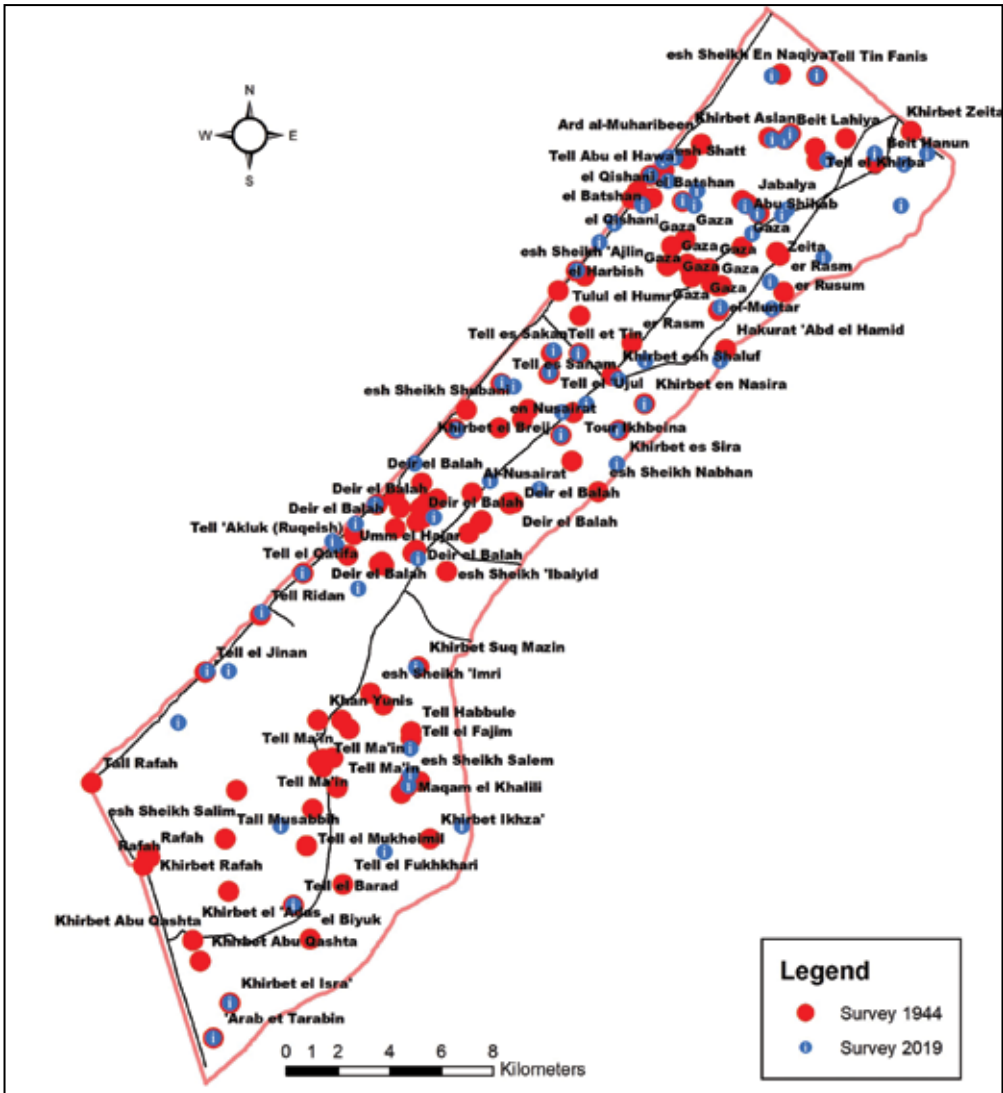 esh Sheikh En Naqiya
Tell Tin Fanis
N
W
E
S
Khirbet Zeita
Khirbet Aslan
Beit Lahiya
Ard al-Muharibeen
Beit Hanun
esh Shatt
Tell Abu el Hawa
Tell el Khirba
el Qishani
el Batshan
Jabalya
el Batshan
Abu Shihab
el Qishani
Gaza
Gaza
Gaza
Gaza
Gaza
Gaza
esh Sheikh 'Ajlin
Zeita
Gaza
Gaza
Gaza
er Rasm
el Harbish
er Rusum
Tulul el Humr
Gaza
Gaza
el-Muntar
er Rasm
Hakurat 'Abd el Hamid
Tell es Sakan
Tell et Tin
Khirbet esh Shaluf
Tell es Sanam
Tell el 'Ujul
Khirbet en Nasira
esh Sheikh Shubani
en Nusairat
Khirbet el Breij
Tour Ikhbeina
Khirbet es Sira
Deir el Balah
Al-Nusairat
esh Sheikh Nabhan
Deir el Balah
Deir el Balah
Deir el Balah
Deir el Balah
Deir el Balah
Tell 'Akluk (Ruqeish)
Umm el Hajar
Tell el Qatifa
Deir el Balah
Deir el Balah
esh Sheikh 'Ibaiyid
Tell Ridan
Khirbet Suq Mazin
Tell el Jinan
esh Sheikh 'Imri
Khan Yunis
Tell Habbule
Tell el Fajim
Tell Ma'in
Tell Ma'in
Tall Rafah
esh Sheikh Salem
Tell Ma'in
Tell Ma'in
Maqam el Khalili
esh Sheikh Salim
Tall Musabbih
Khirbet Ikhza'
Rafah
Tell el Mukheimil
Rafah
Khirbet Rafah
Tell el Fukhkhari
Tell el Barad
Khirbet Abu Qashta
Khirbet el 'Adas
el Biyuk
Khirbet Abu Qashta
Khirbet el Isra'
'Arab et Tarabin
Legend
Survey 1944
Survey 2019
0 1 2 4 6 8
Kilometers